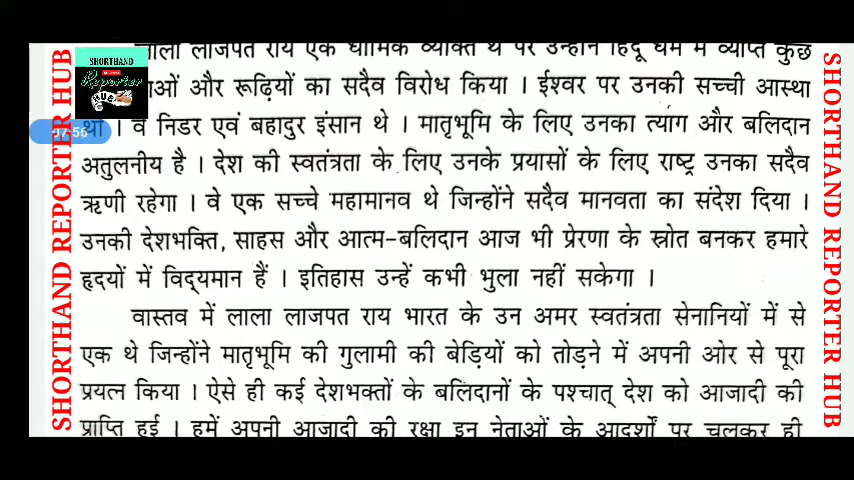 SHORTHAND
Reporter
HUB
लाला लाजपत राय एक धार्मिक व्यक्ति थे पर उन्होंने हिंदू धर्म में व्याप्त कुछ
और रूढ़ियों का सदैव विरोध किया । ईश्वर पर उनकी सच्ची आस्था
थी । वे निडर एवं बहादुर इंसान थे । मातृभूमि के लिए उनका त्याग और बलिदान
अतुलनीय है । देश की स्वतंत्रता के लिए उनके प्रयासों के लिए राष्ट्र उनका सदैव
ऋणी रहेगा । वे एक सच्चे महामानव थे जिन्होंने सदैव मानवता का संदेश दिया ।
उनकी देशभक्ति, साहस और आत्म-बलिदान आज भी प्रेरणा के स्रोत बनकर हमारे
हृदयों में विद्यमान हैं । इतिहास उन्हें कभी भुला नहीं सकेगा ।
वास्तव में लाला लाजपत राय भारत के उन अमर स्वतंत्रता सेनानियों में से
एक थे जिन्होंने मातृभूमि की गुलामी की बेड़ियों को तोड़ने में अपनी ओर से पूरा
प्रयत्न किया । ऐसे ही कई देशभक्तों के बलिदानों के पश्चात् देश को आजादी की
प्राप्ति हुई । हमें अपनी आजादी की रक्षा इन नेताओं के आदर्शों पर चलकर ही
SHORTHAND REPORTER HUB
SHORTHAND REPORTER HUB